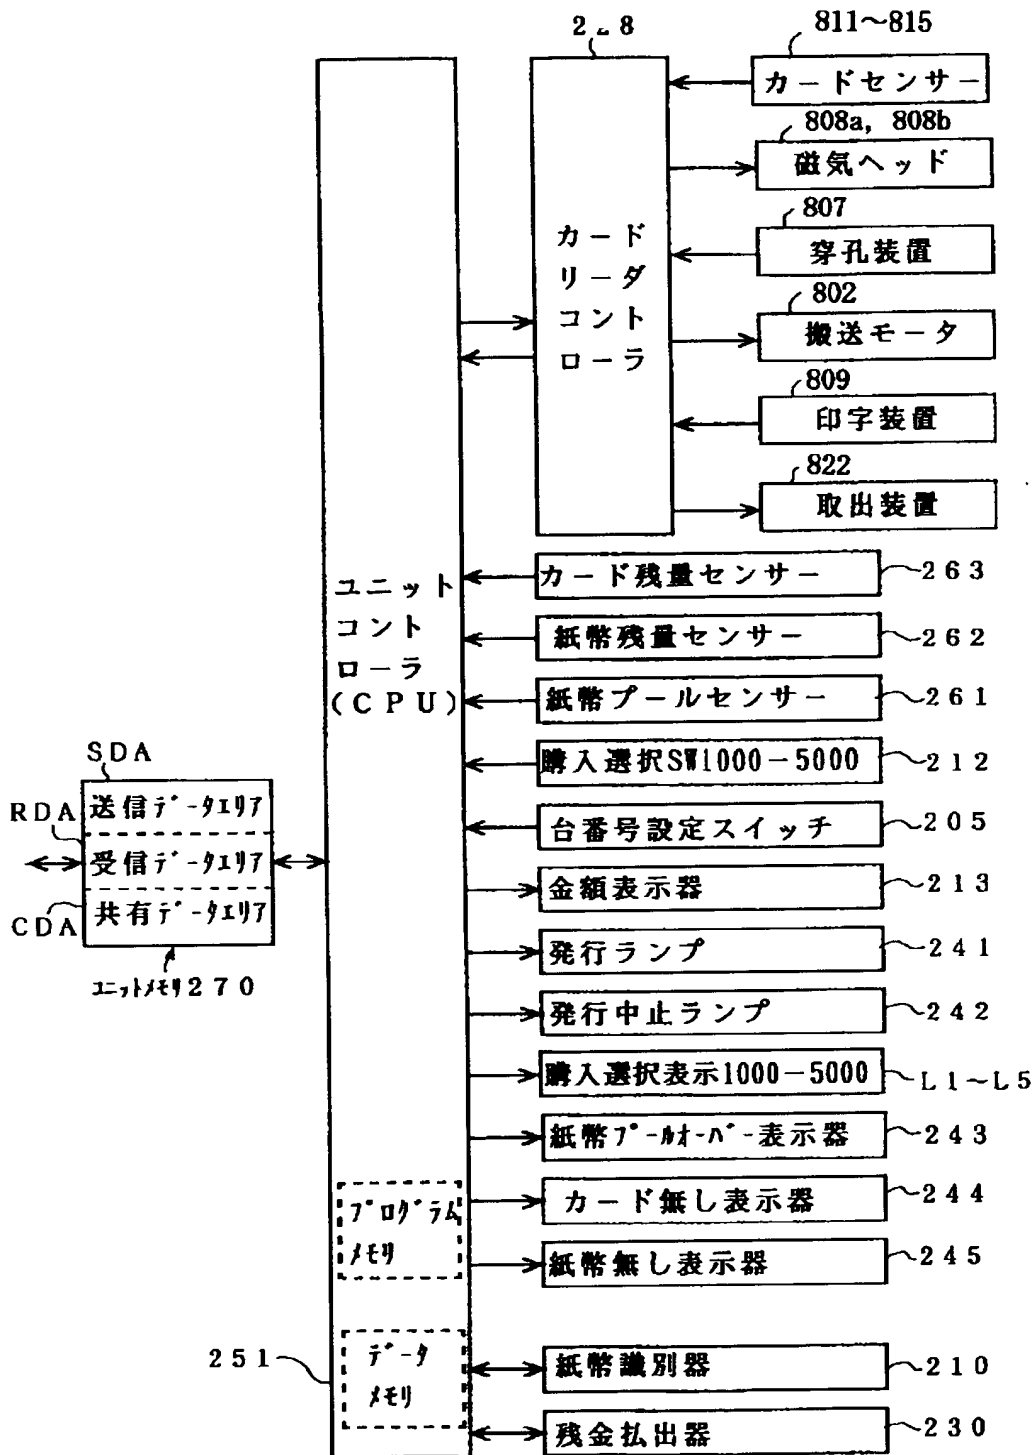 811〜815
カードセンサー
808a, 808b
磁気ヘッド
807
穿孔装置
802
搬送モータ
809
印字装置
822
取出装置
カード
リーダ
コント
ローラ
ユニット
コント
ローラ
(CPU)
カード残量センサー
263
紙幣残量センサー
262
紙幣プールセンサー
261
購入選択SW1000-5000
212
台番号設定スイッチ
205
金額表示器
213
発行ランプ
241
発行中止ランプ
242
購入選択表示1000-5000
L1〜L5
紙幣プールオーバー表示器
243
カード無し表示器
244
紙幣無し表示器
245
紙幣識別器
210
残金払出器
230
プログラム
メモリ
データ
メモリ
251
SDA
送信データエリア
RDA
受信データエリア
CDA
共有データエリア
ユニットメモリ270